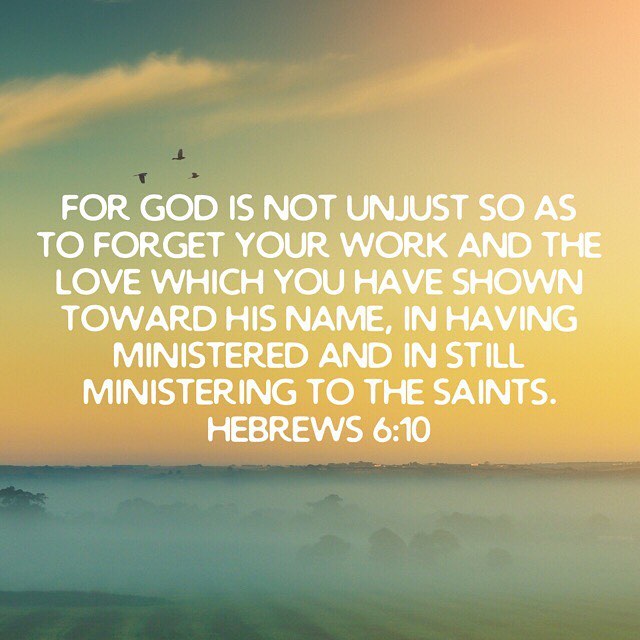 FOR GOD IS NOT UNJUST SO AS
TO FORGET YOUR WORK AND THE
LOVE WHICH YOU HAVE SHOWN
TOWARD HIS NAME, IN HAVING
MINISTERED AND IN STILL
MINISTERING TO THE SAINTS.
HEBREWS 6:10